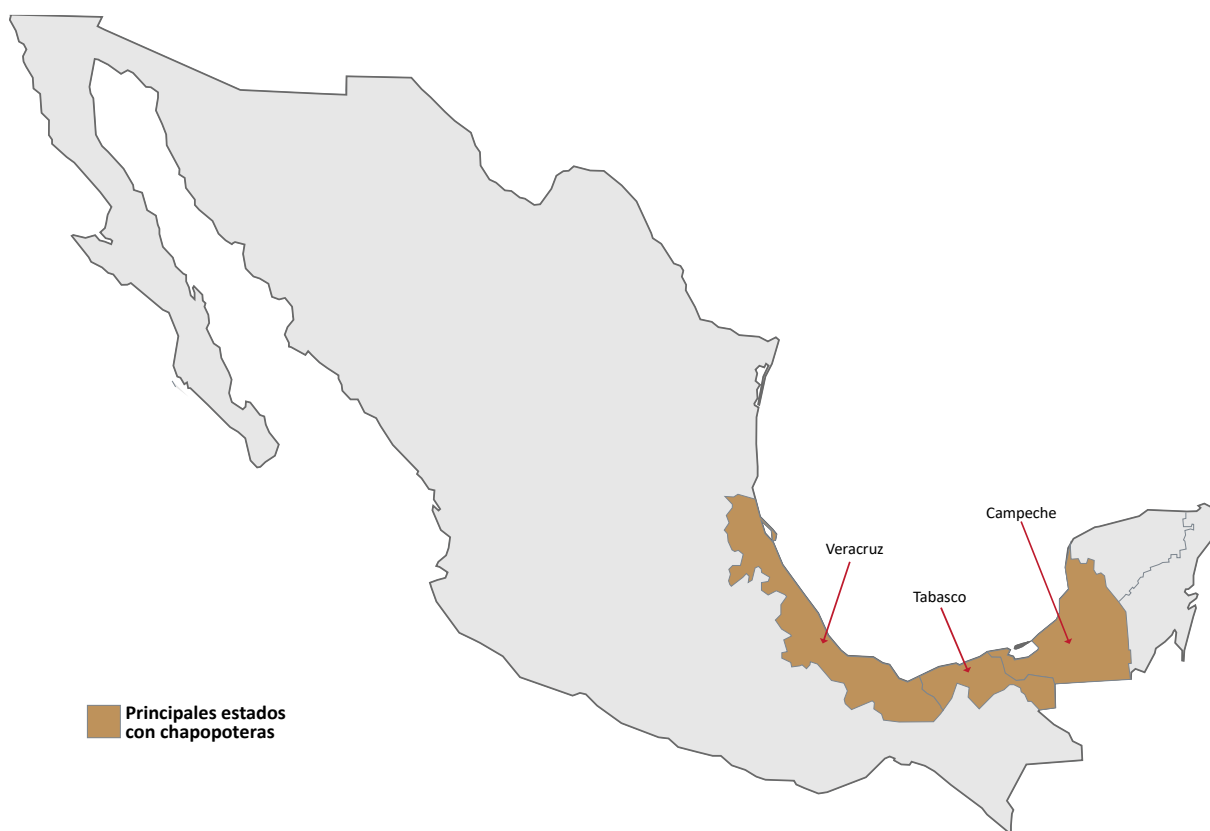 Campeche
Veracruz
Tabasco
Principales estados
con chapopoteras